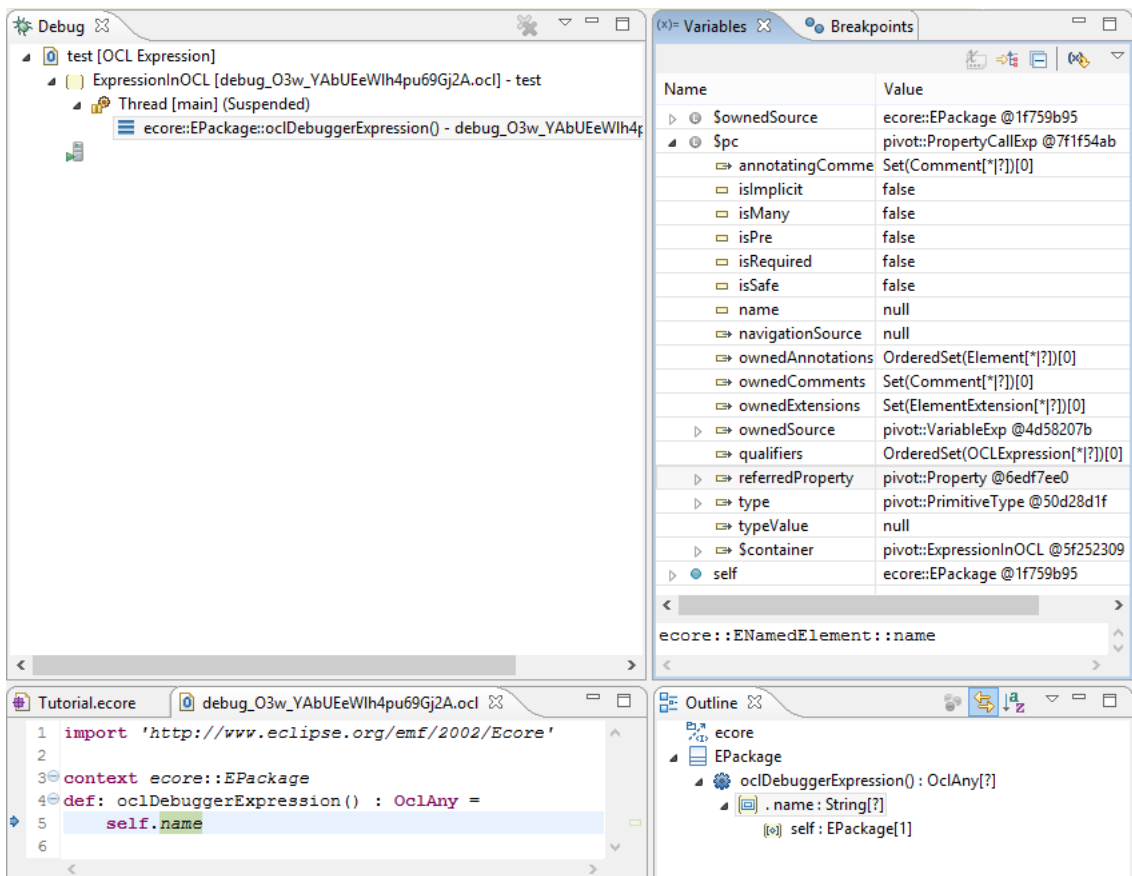 Debug
test [OCL Expression]
ExpressionInOCL [debug_O3w_YAbUEeWIh4pu69Gj2A.ocl] - test
Thread [main] (Suspended)
ecore::EPackage::oclDebuggerExpression() - debug_O3w_YAbUEeWIh4p
(x)= Variables
Breakpoints
Name Value
$ownedSource ecore::EPackage @1f759b95
$pc pivot::PropertyCallExp @7f1f54ab
annotatingComme Set(Comment[*|?])[0]
isImplicit false
isMany false
isPre false
isRequired false
isSafe false
name null
navigationSource null
ownedAnnotations OrderedSet(Element[*|?])[0]
ownedComments Set(Comment[*|?])[0]
ownedExtensions Set(ElementExtension[*|?])[0]
ownedSource pivot::VariableExp @4d58207b
qualifiers OrderedSet(OCLExpression[*|?])[0]
referredProperty pivot::Property @6edf7ee0
type pivot::PrimitiveType @50d28d1f
typeValue null
$container pivot::ExpressionInOCL @5f252309
self ecore::EPackage @1f759b95
ecore::ENamedElement::name
Tutorial.ecore
debug_O3w_YAbUEeWIh4pu69Gj2A.ocl
1 import 'http://www.eclipse.org/emf/2002/Ecore'
2
3 context ecore::EPackage
4 def: oclDebuggerExpression() : OclAny =
5 self.name
6
Outline
ecore
EPackage
oclDebuggerExpression() : OclAny[?]
. name : String[?]
self : EPackage[1]